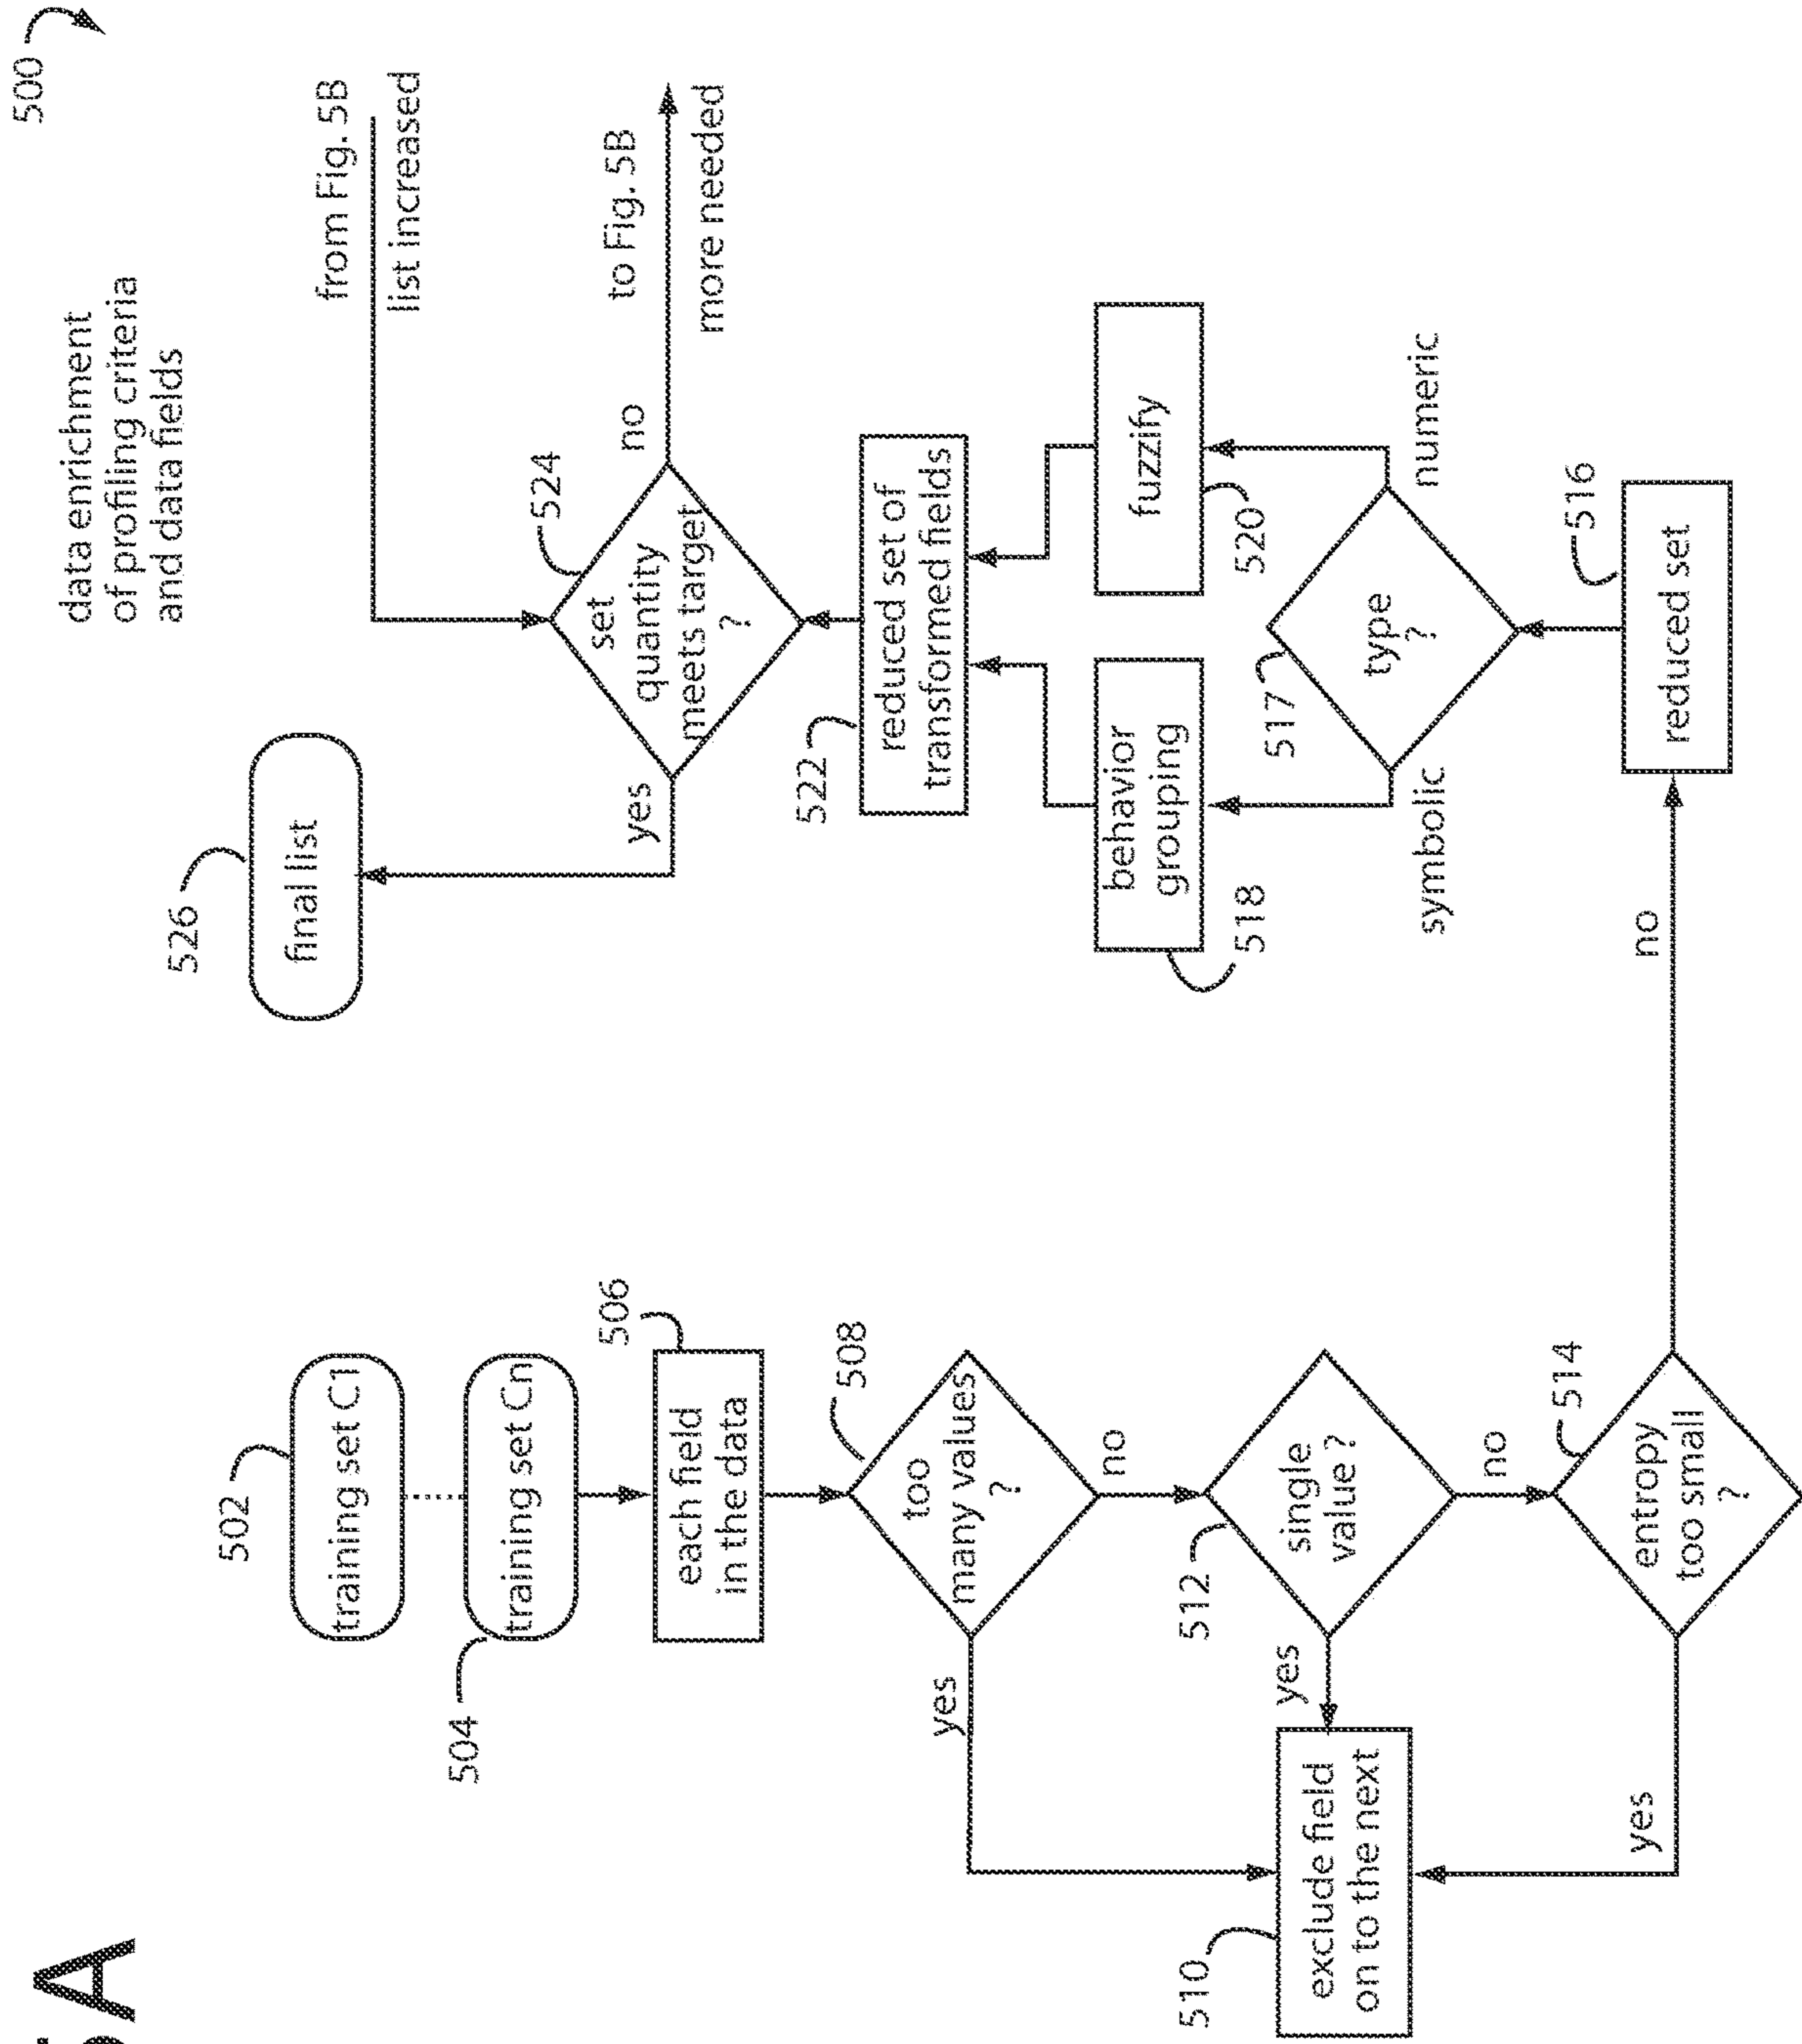 5A
500
data enrichment
of profiling criteria
and data fields
502
training set C1
504
training set Cn
506
each field
in the data
508
too
many values
?
yes
no
510
exclude field
on to the next
512
single
value ?
yes
no
514
entropy
too small
?
yes
no
516
reduced set
517
type
?
symbolic
numeric
518
behavior
grouping
520
fuzzify
522
reduced set of
transformed fields
524
set
quantity
meets target
?
yes
no
526
final list
from Fig. 5B
list increased
to Fig. 5B
more needed